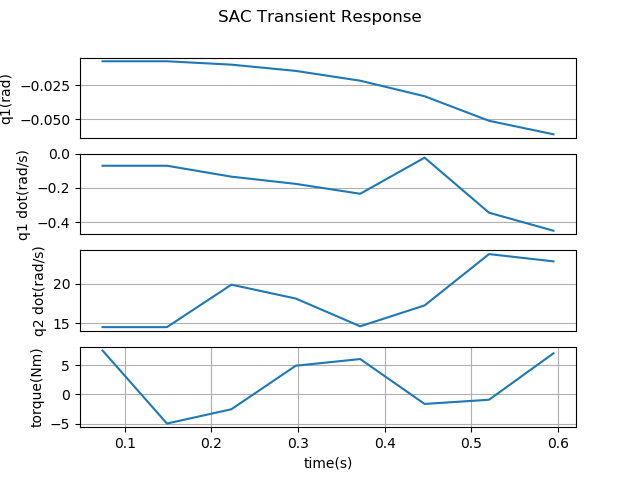 SAC Transient Response
q1(rad)
−0.025
−0.050
q1 dot(rad/s)
0.0
−0.2
−0.4
q2 dot(rad/s)
20
15
torque(Nm)
5
0
−5
0.1 0.2 0.3 0.4 0.5 0.6
time(s)